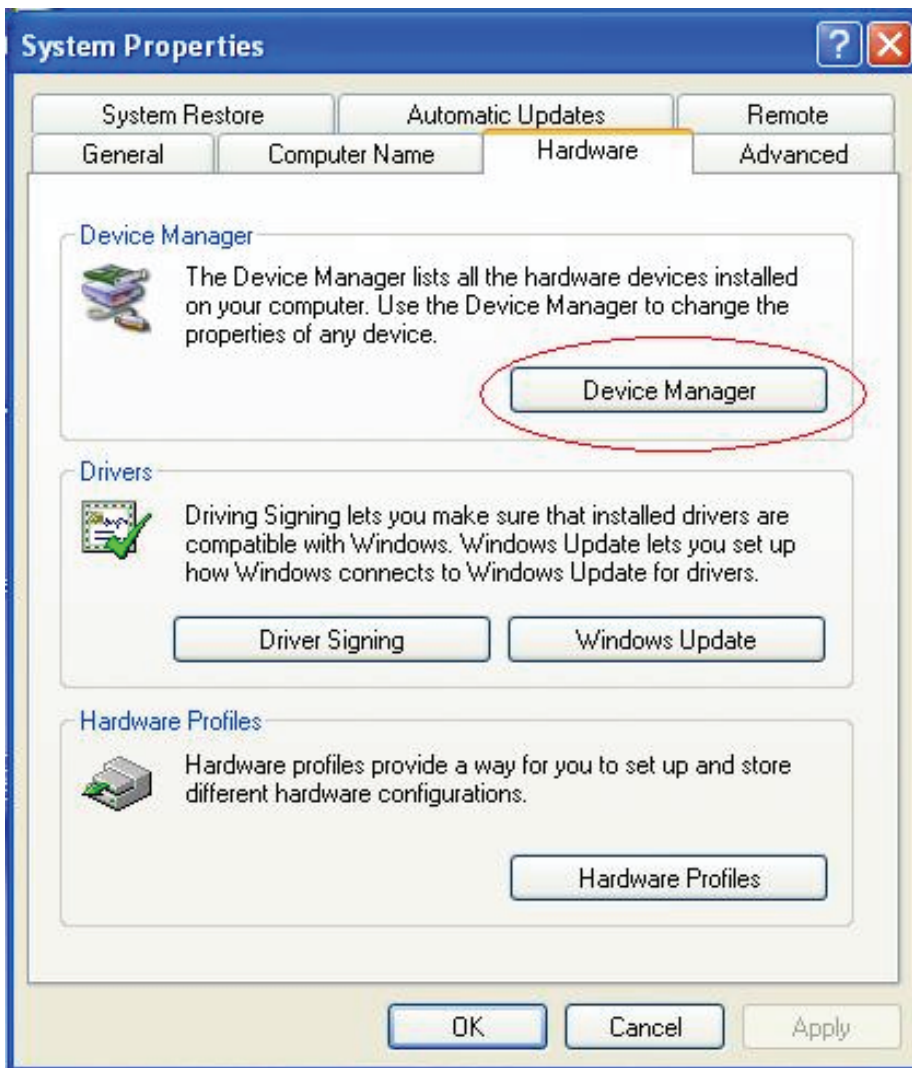 System Properties
System Restore Automatic Updates Remote
General Computer Name Hardware Advanced
Device Manager
The Device Manager lists all the hardware devices installed
on your computer. Use the Device Manager to change the
properties of any device.
Device Manager
Drivers
Driving Signing lets you make sure that installed drivers are
compatible with Windows. Windows Update lets you set up
how Windows connects to Windows Update for drivers.
Driver Signing Windows Update
Hardware Profiles
Hardware profiles provide a way for you to set up and store
different hardware configurations.
Hardware Profiles
OK Cancel Apply